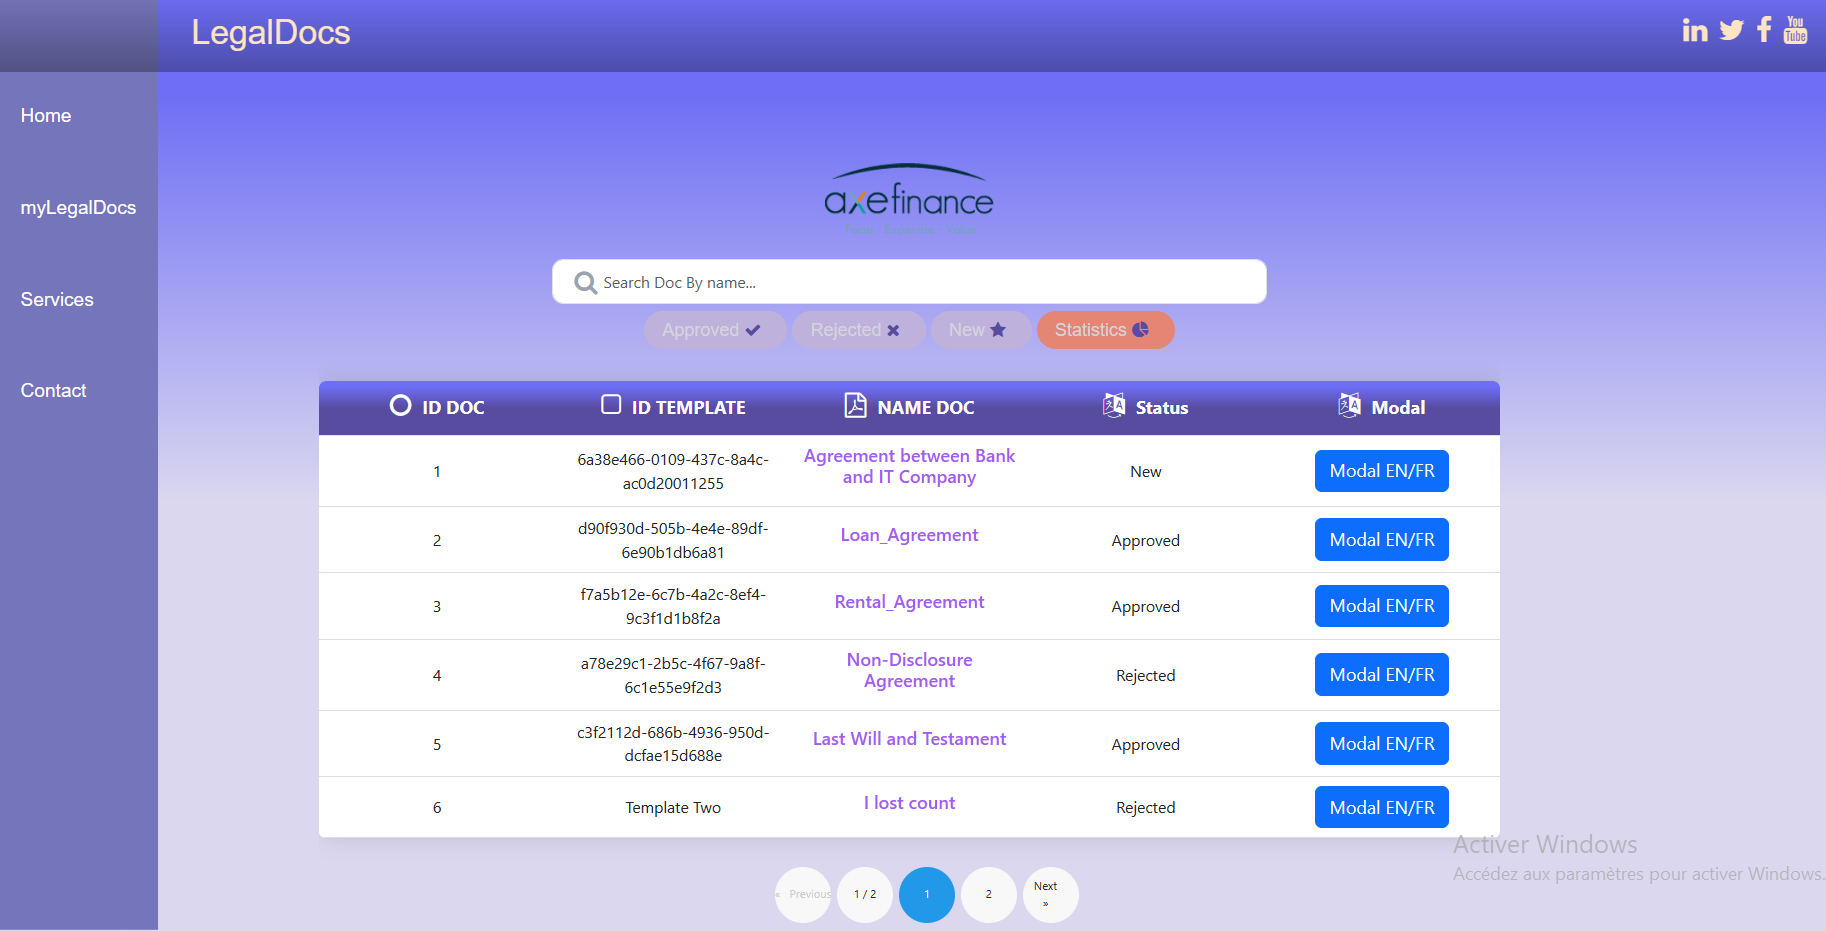 LegalDocs
in
You
Tube
Home
myLegalDocs
Services
Contact
axefinance
Search Doc By name...
Approved
Rejected
New
Statistics
ID DOC
ID TEMPLATE
NAME DOC
Status
Modal
1
6a38e466-0109-437c-8a4c-
ac0d20011255
Agreement between Bank
and IT Company
New
Modal EN/FR
2
d90f930d-505b-4e4e-89df-
6e90b1db6a81
Loan_Agreement
Approved
Modal EN/FR
3
f7a5b12e-6c7b-4a2c-8ef4-
9c3f1d1b8f2a
Rental_Agreement
Approved
Modal EN/FR
4
a78e29c1-2b5c-4f67-9a8f-
6c1e55e9f2d3
Non-Disclosure
Agreement
Rejected
Modal EN/FR
5
c3f2112d-686b-4936-950d-
dcfae15d688e
Last Will and Testament
Approved
Modal EN/FR
6
Template Two
I lost count
Rejected
Modal EN/FR
Activer Windows
Accédez aux paramètres pour activer Windows.
« Previous
1 / 2
1
2
Next
»